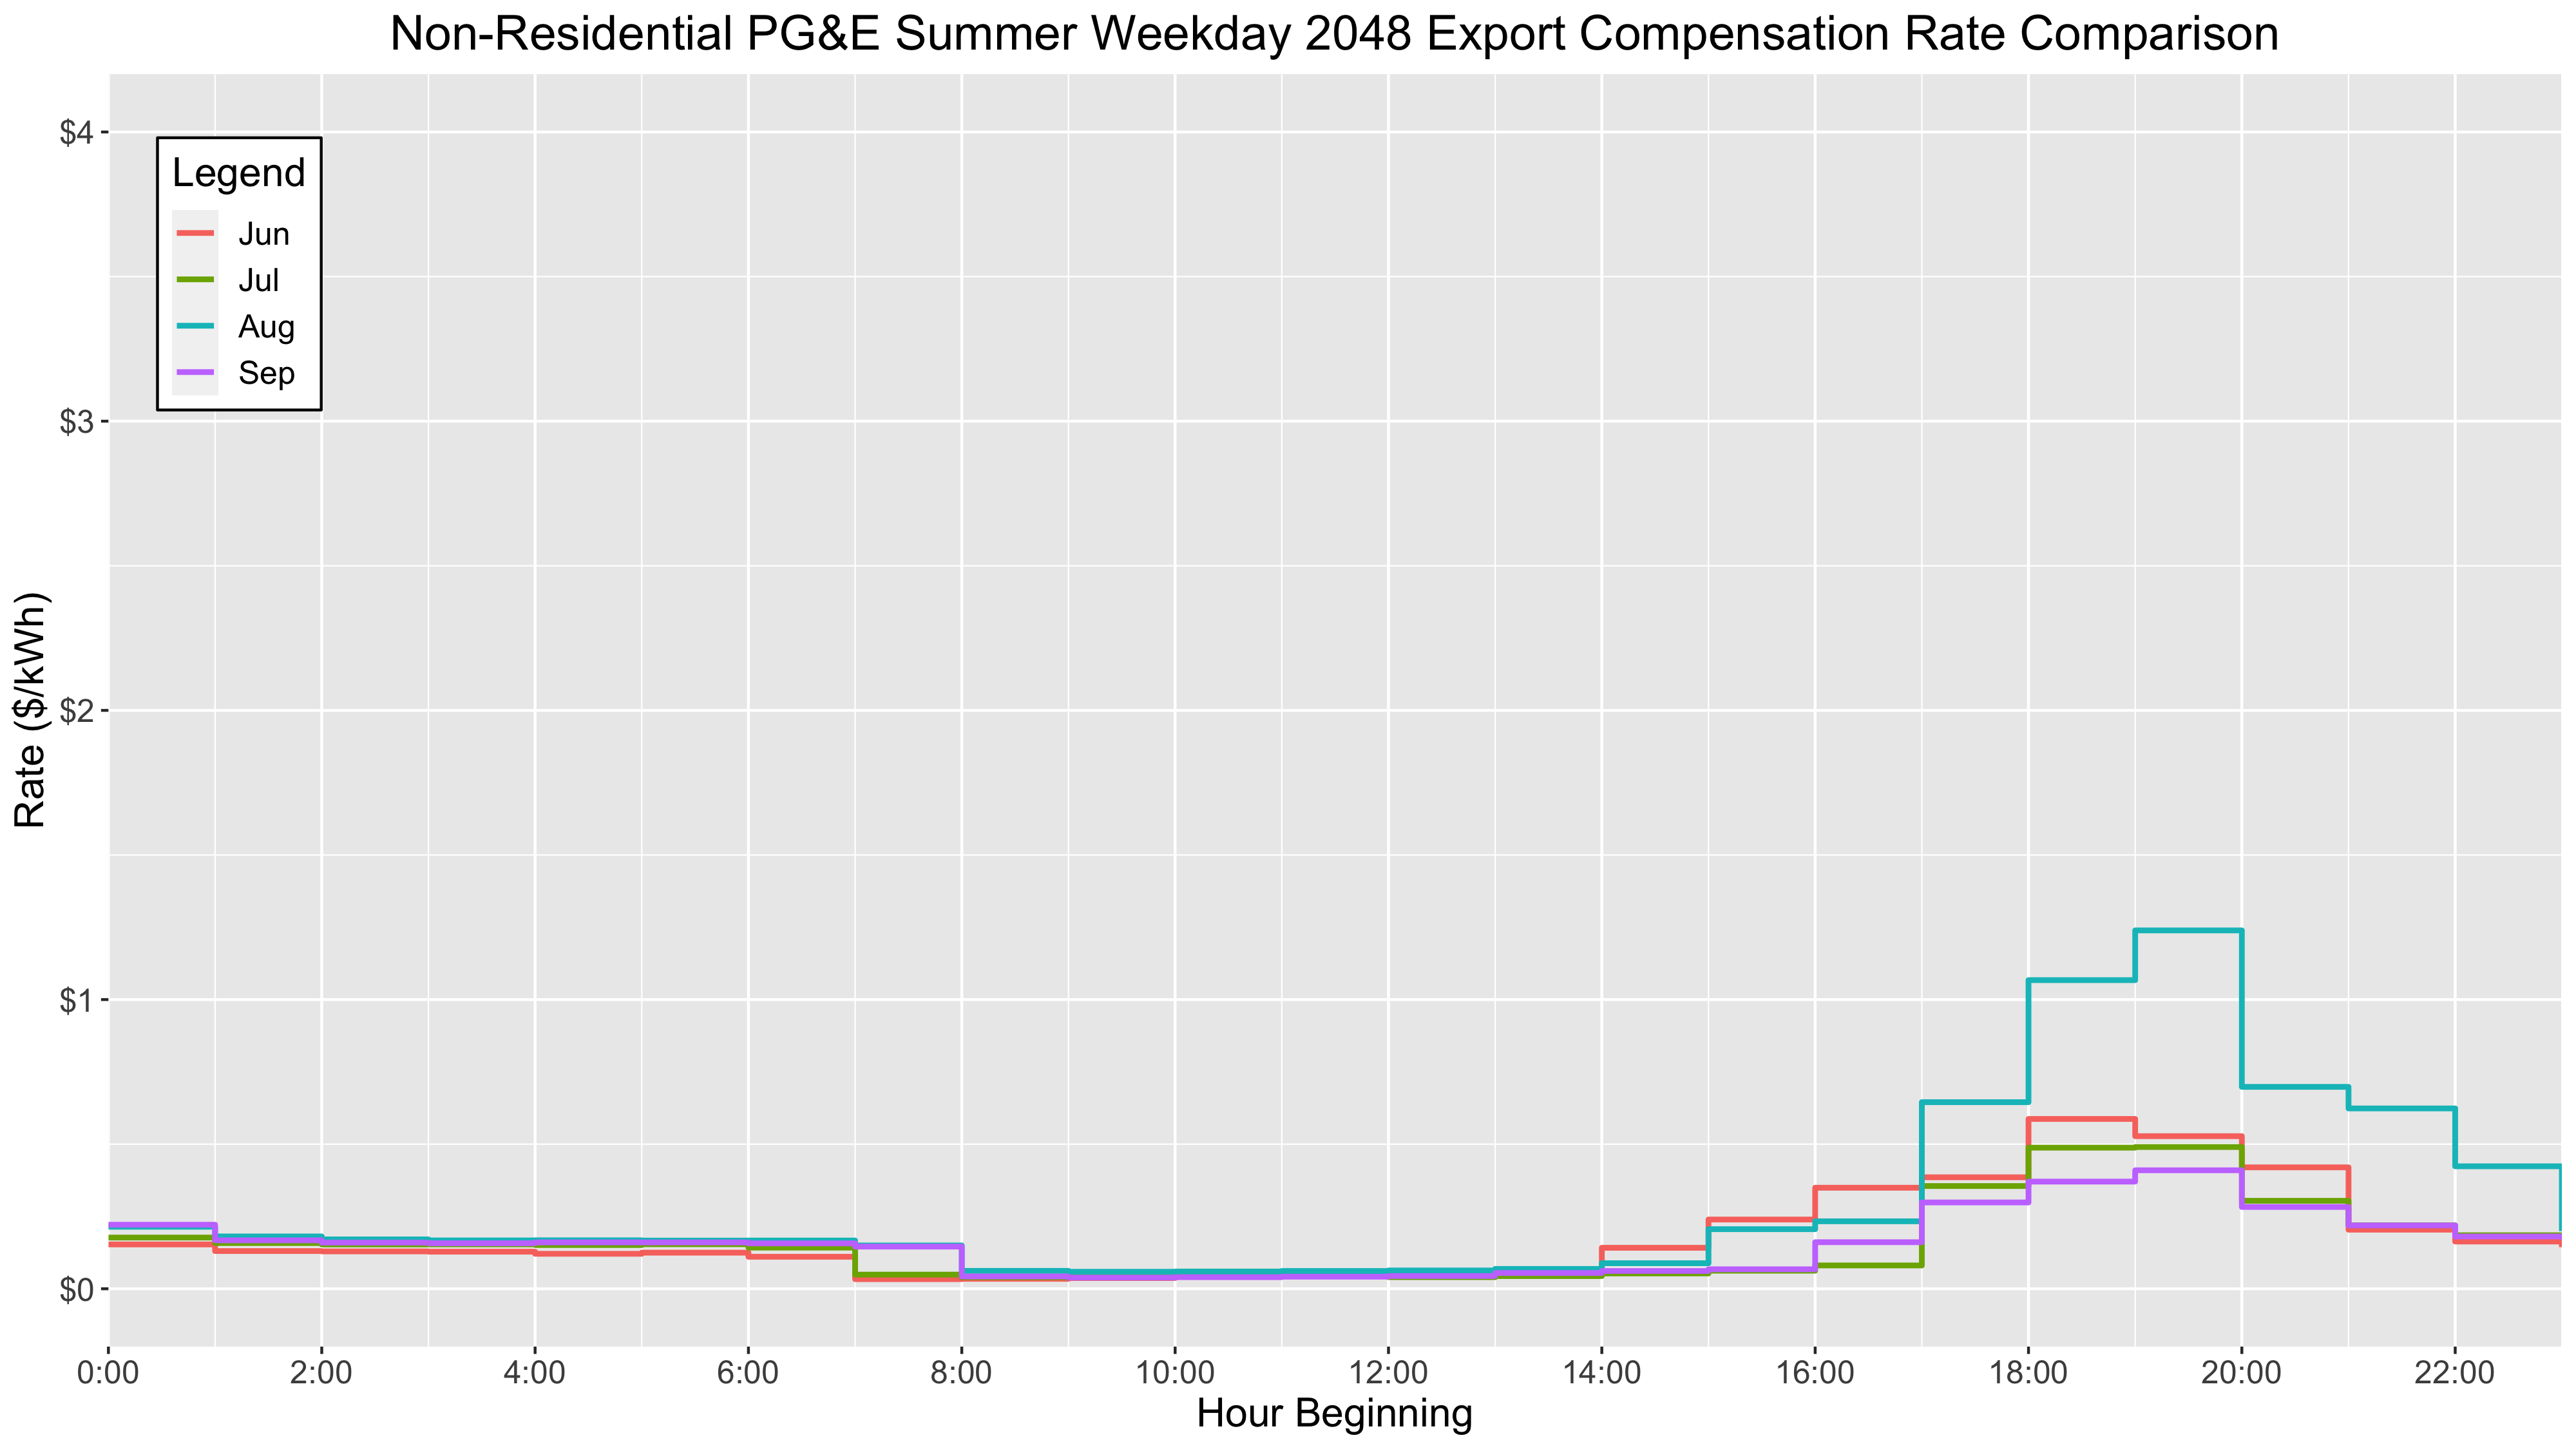 Non-Residential PG&E Summer Weekday 2048 Export Compensation Rate Comparison
$4
Legend
Jun
Jul
Aug
Sep
$3
Rate ($/kWh)
$2
$1
$0
0:00 2:00 4:00 6:00 8:00 10:00 12:00 14:00 16:00 18:00 20:00 22:00
Hour Beginning